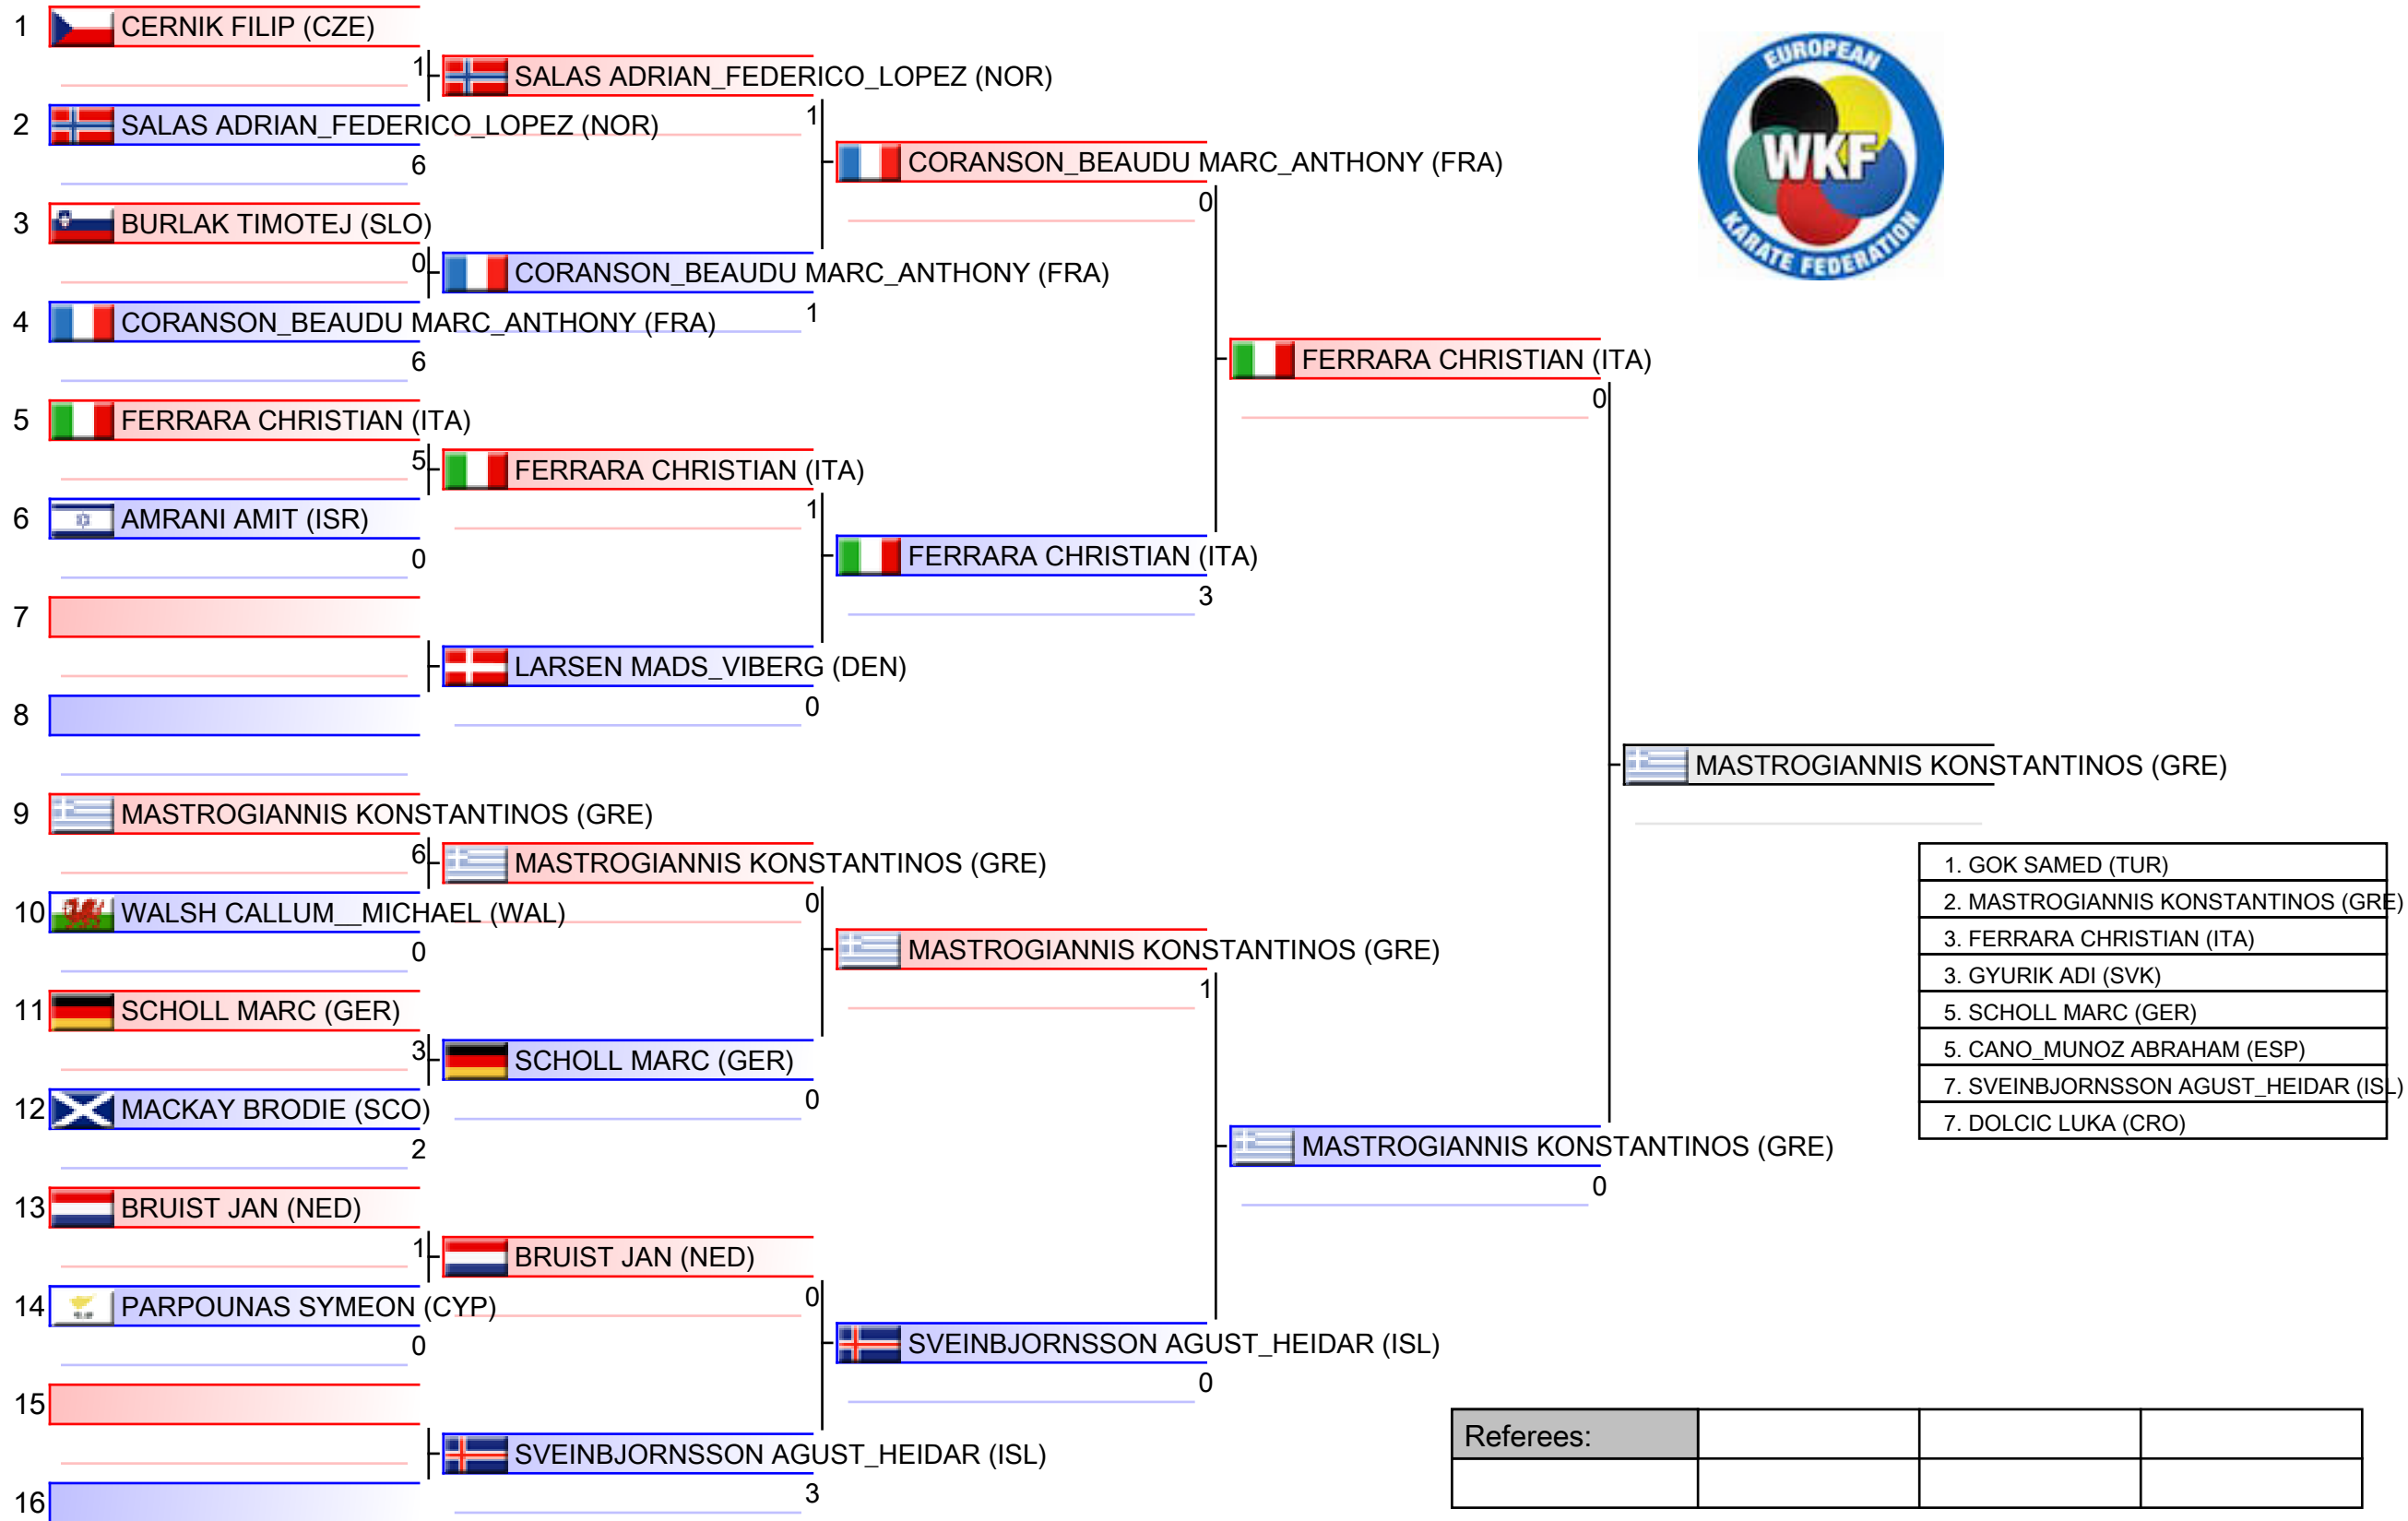 1 CERNIK FILIP (CZE)
1
SALAS ADRIAN_FEDERICO_LOPEZ (NOR)
2 SALAS ADRIAN_FEDERICO_LOPEZ (NOR)
1
6
CORANSON_BEAUDU MARC_ANTHONY (FRA)
0
3 BURLAK TIMOTEJ (SLO)
0
CORANSON_BEAUDU MARC_ANTHONY (FRA)
1
4 CORANSON_BEAUDU MARC_ANTHONY (FRA)
6
FERRARA CHRISTIAN (ITA)
0
5 FERRARA CHRISTIAN (ITA)
5
FERRARA CHRISTIAN (ITA)
1
6 AMRANI AMIT (ISR)
0
FERRARA CHRISTIAN (ITA)
3
7
LARSEN MADS_VIBERG (DEN)
0
8
MASTROGIANNIS KONSTANTINOS (GRE)
9 MASTROGIANNIS KONSTANTINOS (GRE)
6
MASTROGIANNIS KONSTANTINOS (GRE)
0
10 WALSH CALLUM__MICHAEL (WAL)
0
MASTROGIANNIS KONSTANTINOS (GRE)
1
11 SCHOLL MARC (GER)
3
SCHOLL MARC (GER)
0
12 MACKAY BRODIE (SCO)
2
MASTROGIANNIS KONSTANTINOS (GRE)
0
13 BRUIST JAN (NED)
1
BRUIST JAN (NED)
0
14 PARPOUNAS SYMEON (CYP)
0
SVEINBJORNSSON AGUST_HEIDAR (ISL)
0
15
SVEINBJORNSSON AGUST_HEIDAR (ISL)
3
16
EUROPEAN
WKF
KARATE FEDERATION
1. GOK SAMED (TUR)
2. MASTROGIANNIS KONSTANTINOS (GRE)
3. FERRARA CHRISTIAN (ITA)
3. GYURIK ADI (SVK)
5. SCHOLL MARC (GER)
5. CANO_MUNOZ ABRAHAM (ESP)
7. SVEINBJORNSSON AGUST_HEIDAR (ISL)
7. DOLCIC LUKA (CRO)
Referees: